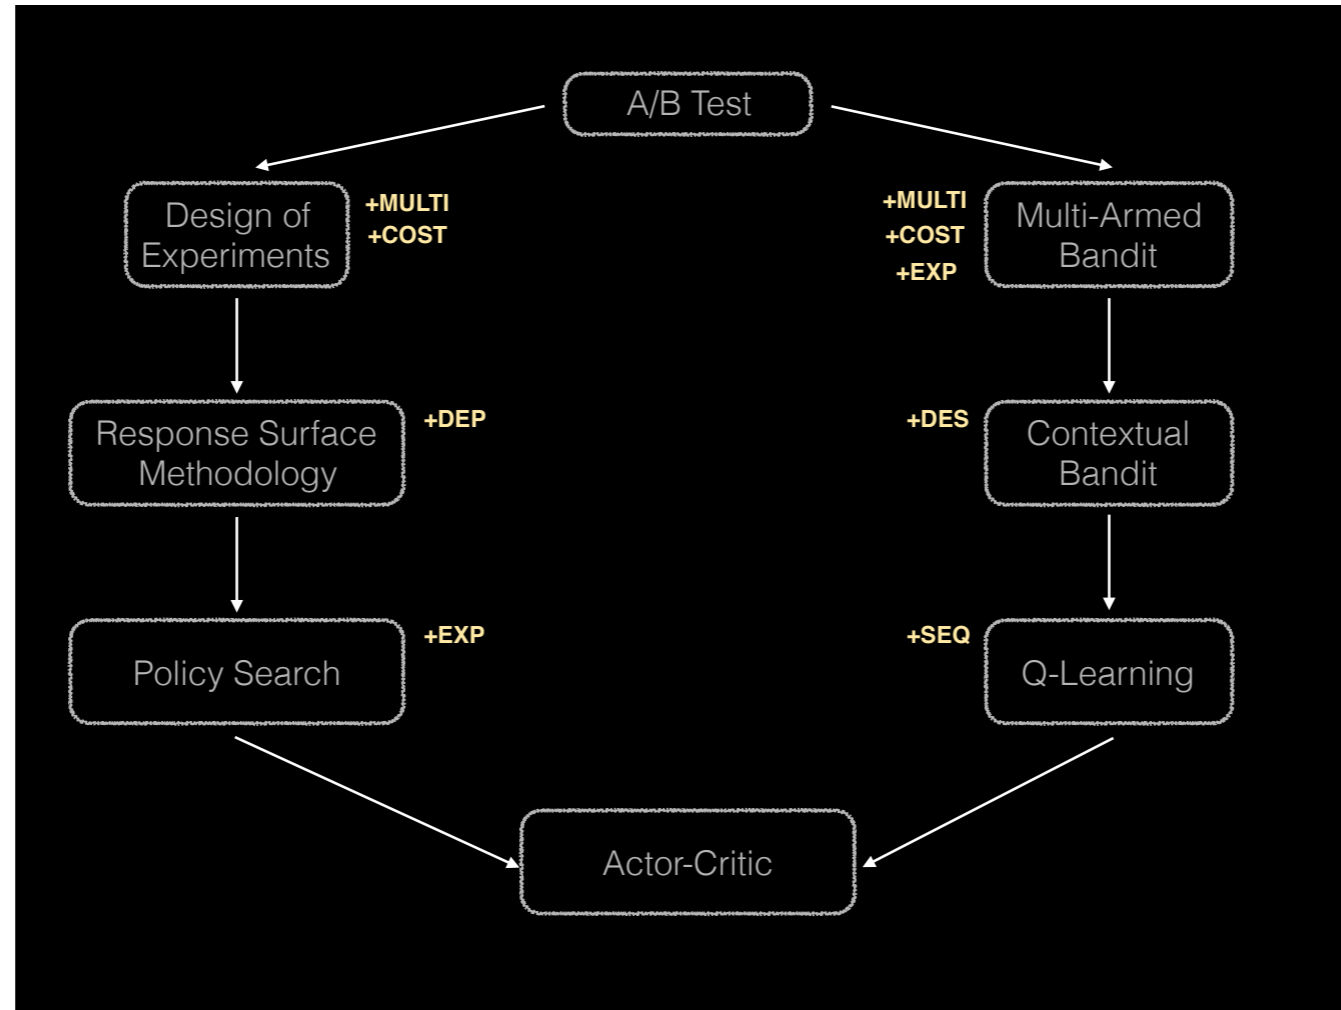 A/B Test
Design of
Experiments
+MULTI
+COST
+MULTI
+COST
+EXP
Multi-Armed
Bandit
Response Surface
Methodology
+DEP
+DES
Contextual
Bandit
Policy Search
+EXP
+SEQ
Q-Learning
Actor-Critic